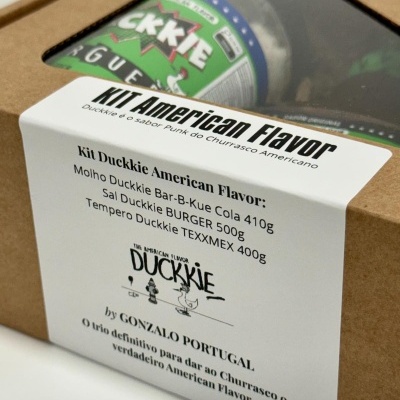 CKKIE
RGUE
KIT American Flavor
Duckkie é o sabor Punk do Churrasco Americano
Kit Duckkie American Flavor:
Molho Duckkie Bar-B-Kue Cola 410g
Sal Duckkie BURGER 500g
Tempero Duckkie TEXXMEX 400g
THE AMERICAN FLAVOR
DUCKKIE
by GONZALO PORTUGAL
O trio definitivo para dar ao Churrasco o
verdadeiro American Flavor